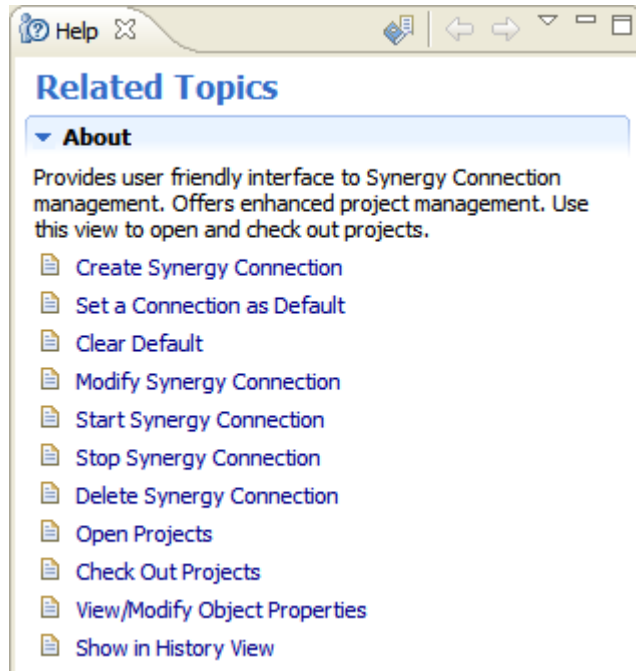 Help
Related Topics
About
Provides user friendly interface to Synergy Connection
management. Offers enhanced project management. Use
this view to open and check out projects.
Create Synergy Connection
Set a Connection as Default
Clear Default
Modify Synergy Connection
Start Synergy Connection
Stop Synergy Connection
Delete Synergy Connection
Open Projects
Check Out Projects
View/Modify Object Properties
Show in History View